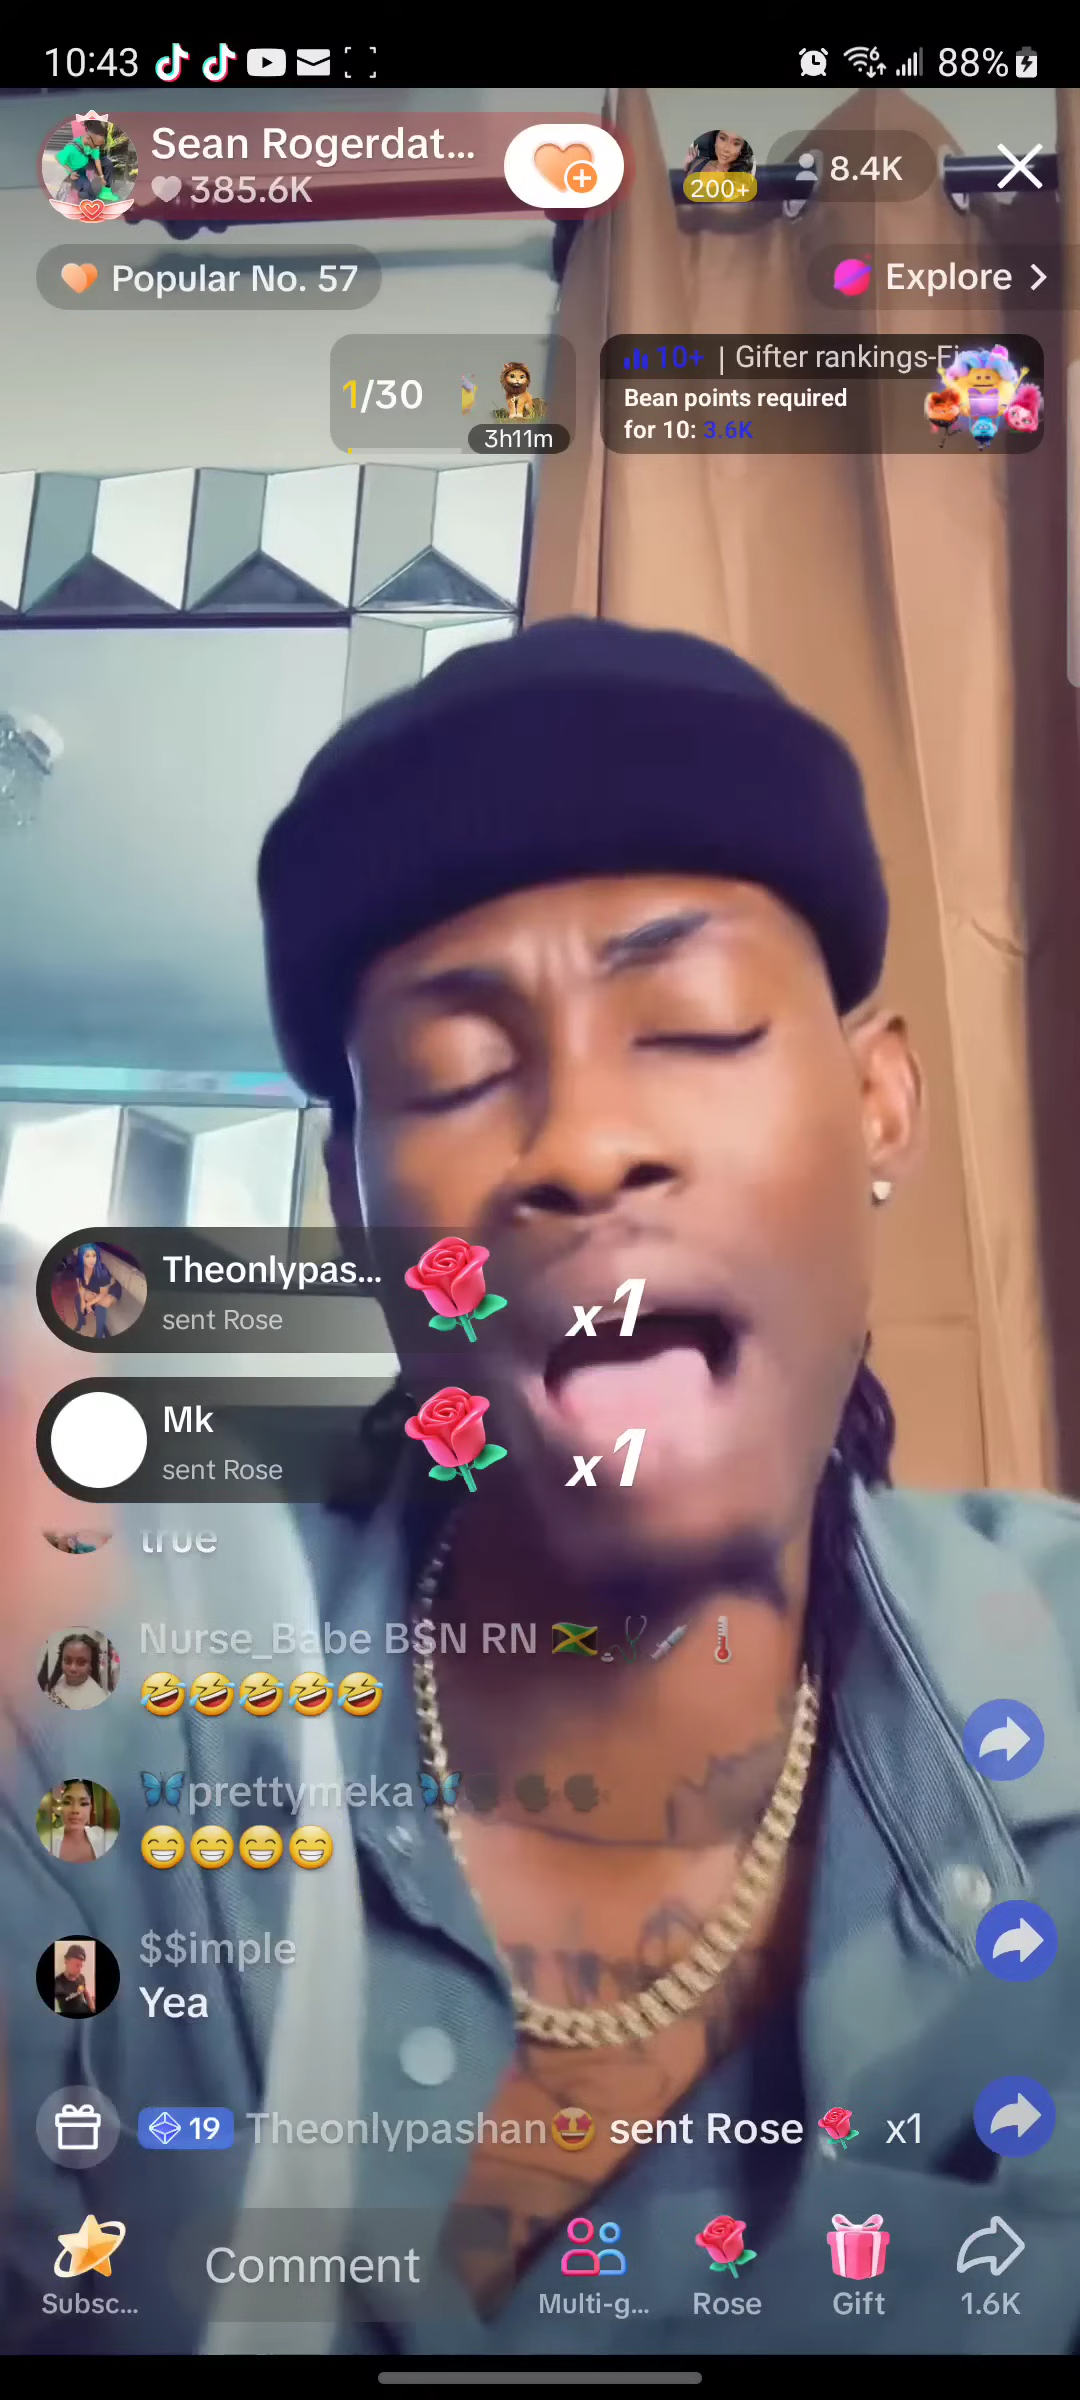 10:43 88%
Sean Rogerdat...
385.6K
200+
8.4K
Popular No. 57
Explore >
1/30
3h11m
10+ | Gifter rankings-Fi
Bean points required
for 10: 3.6K
Theonlypas...
sent Rose
x1
Mk
sent Rose
x1
true
Nurse_Babe BSN RN 🇯🇲🩺💉🌡️
🤣🤣🤣🤣🤣
🦋prettymeka🦋🗣🗣🗣
😁😁😁😁
$$imple
Yea
19 Theonlypashan🤩 sent Rose 🌹 x1
Subsc...
Comment
Multi-g...
Rose
Gift
1.6K